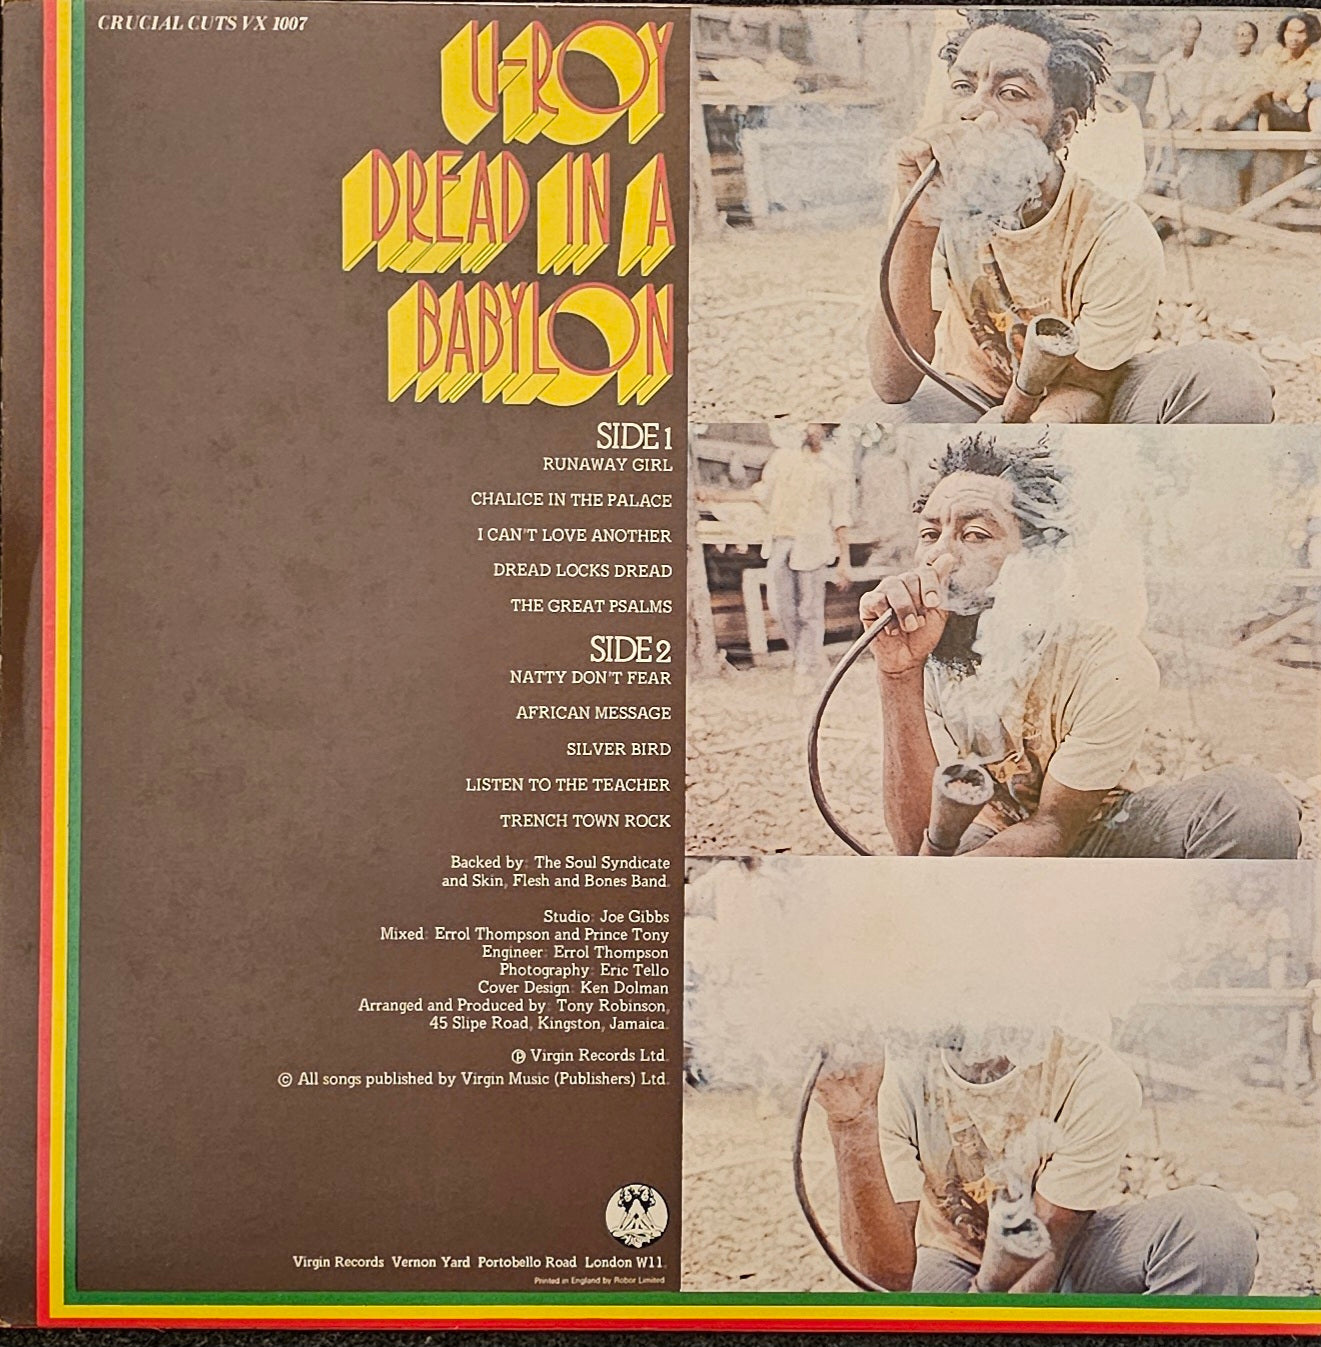 CRUCIAL CUTS VX 1007
U-ROY
DREAD IN A
BABYLON
SIDE 1
RUNAWAY GIRL
CHALICE IN THE PALACE
I CAN'T LOVE ANOTHER
DREAD LOCKS DREAD
THE GREAT PSALMS
SIDE 2
NATTY DON'T FEAR
AFRICAN MESSAGE
SILVER BIRD
LISTEN TO THE TEACHER
TRENCH TOWN ROCK
Backed by: The Soul Syndicate
and Skin, Flesh and Bones Band.
Studio: Joe Gibbs
Mixed: Errol Thompson and Prince Tony
Engineer: Errol Thompson
Photography: Eric Tello
Cover Design: Ken Dolman
Arranged and Produced by: Tony Robinson,
45 Slipe Road, Kingston, Jamaica.
℗ Virgin Records Ltd.
© All songs published by Virgin Music (Publishers) Ltd.
Virgin Records Vernon Yard Portobello Road London W11.
Printed in England by Robor Limited